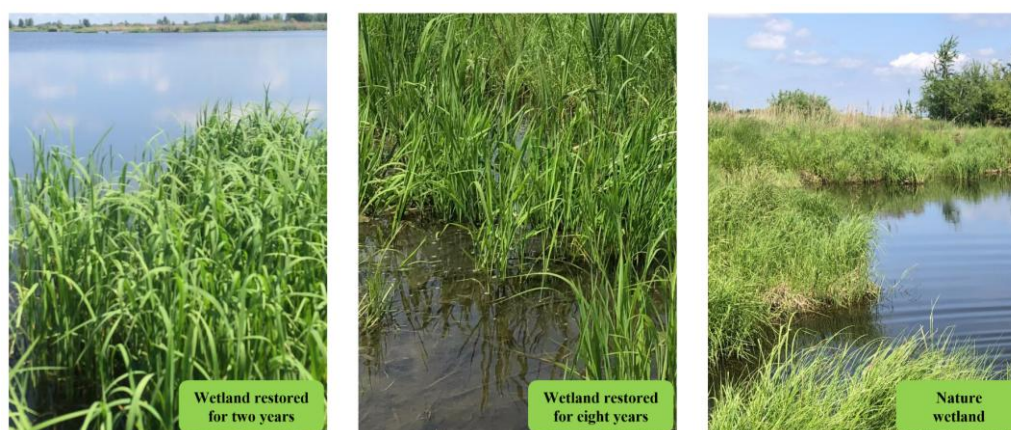 Wetland restored
for two years
Wetland restored
for eight years
Nature
wetland